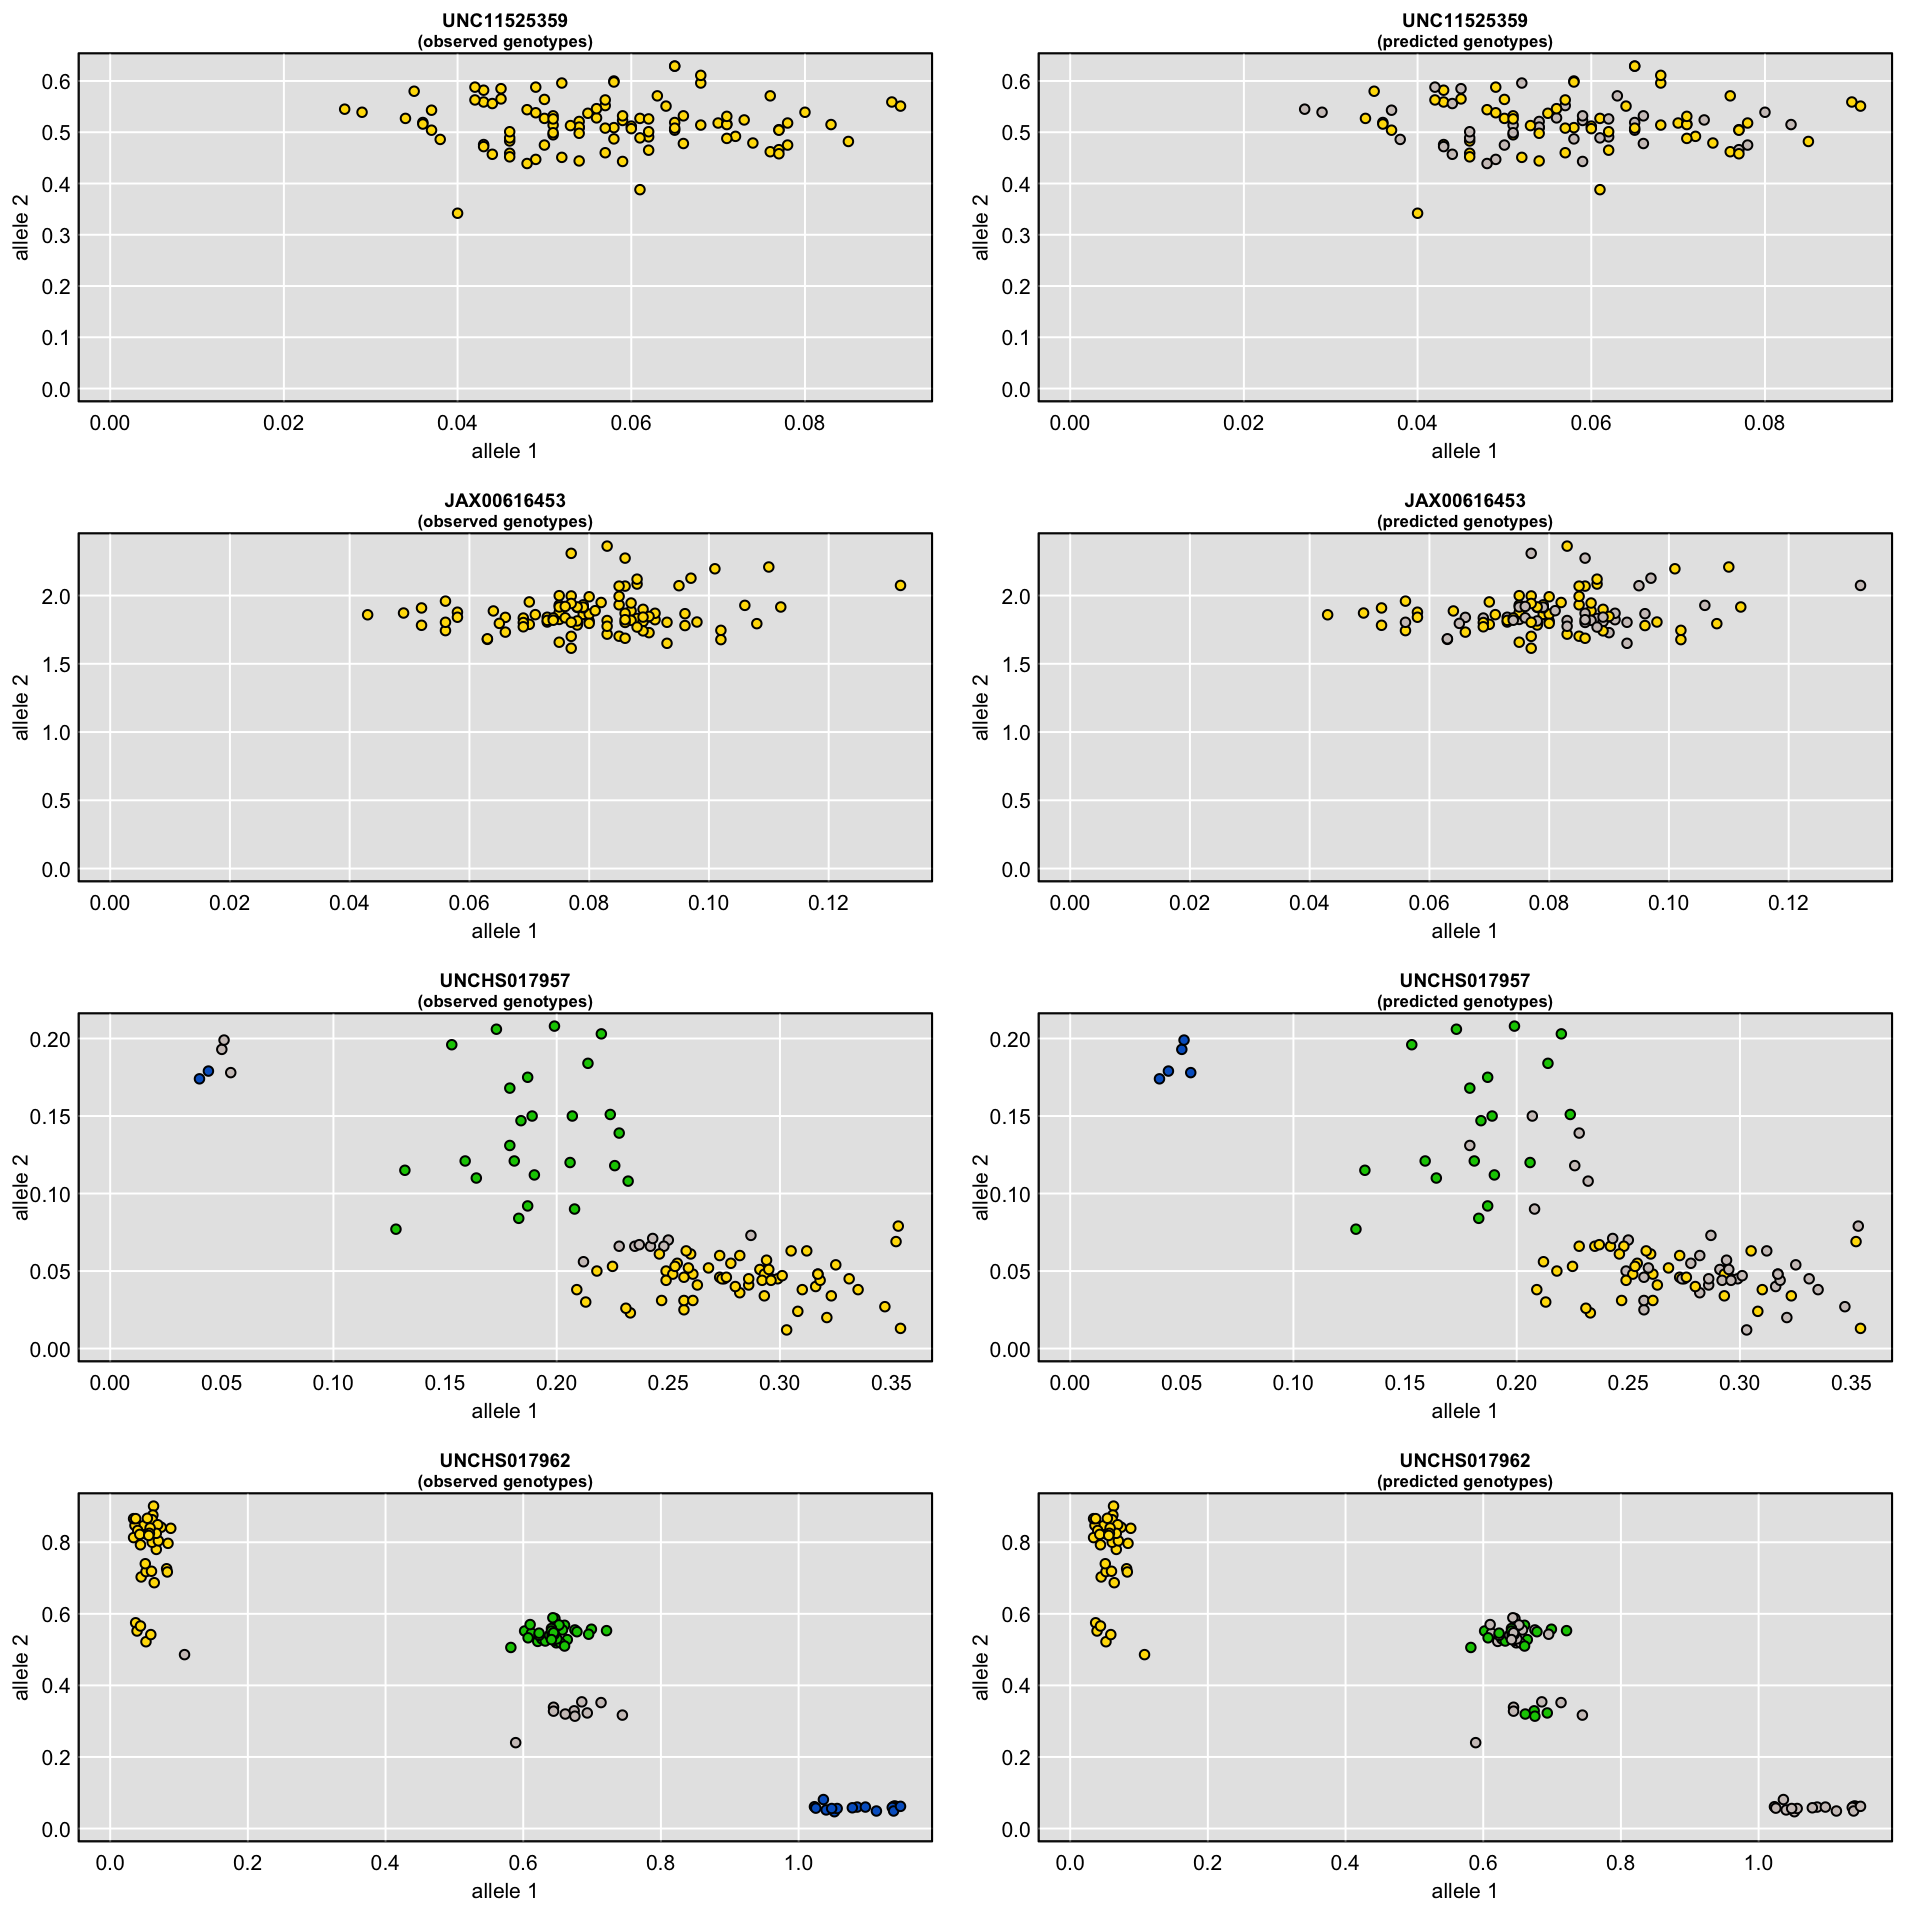 UNC11525359
(observed genotypes)
allele 2
0.6
0.5
0.4
0.3
0.2
0.1
0.0
0.00 0.02 0.04 0.06 0.08
allele 1
UNC11525359
(predicted genotypes)
allele 2
0.6
0.5
0.4
0.3
0.2
0.1
0.0
0.00 0.02 0.04 0.06 0.08
allele 1
JAX00616453
(observed genotypes)
allele 2
2.0
1.5
1.0
0.5
0.0
0.00 0.02 0.04 0.06 0.08 0.10 0.12
allele 1
JAX00616453
(predicted genotypes)
allele 2
2.0
1.5
1.0
0.5
0.0
0.00 0.02 0.04 0.06 0.08 0.10 0.12
allele 1
UNCHS017957
(observed genotypes)
allele 2
0.20
0.15
0.10
0.05
0.00
0.00 0.05 0.10 0.15 0.20 0.25 0.30 0.35
allele 1
UNCHS017957
(predicted genotypes)
allele 2
0.20
0.15
0.10
0.05
0.00
0.00 0.05 0.10 0.15 0.20 0.25 0.30 0.35
allele 1
UNCHS017962
(observed genotypes)
allele 2
0.8
0.6
0.4
0.2
0.0
0.0 0.2 0.4 0.6 0.8 1.0
allele 1
UNCHS017962
(predicted genotypes)
allele 2
0.8
0.6
0.4
0.2
0.0
0.0 0.2 0.4 0.6 0.8 1.0
allele 1